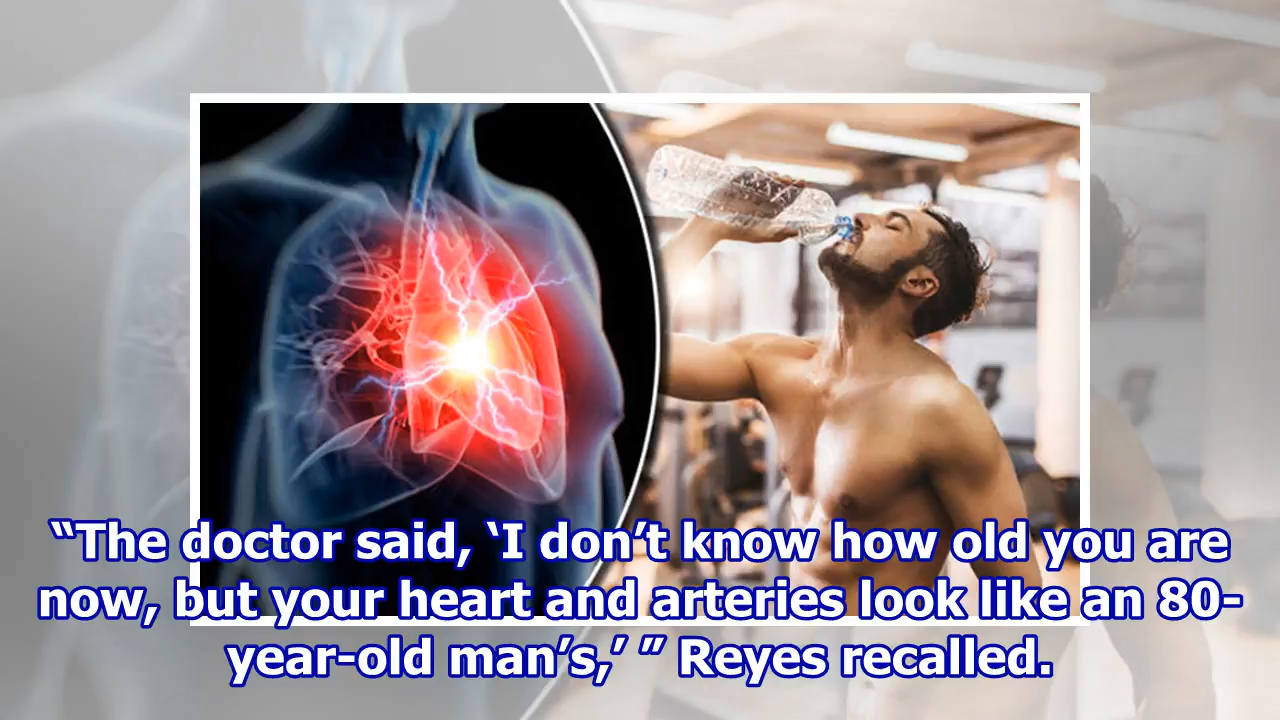 “The doctor said, ‘I don’t know how old you are
now, but your heart and arteries look like an 80-
year-old man’s,’ ” Reyes recalled.